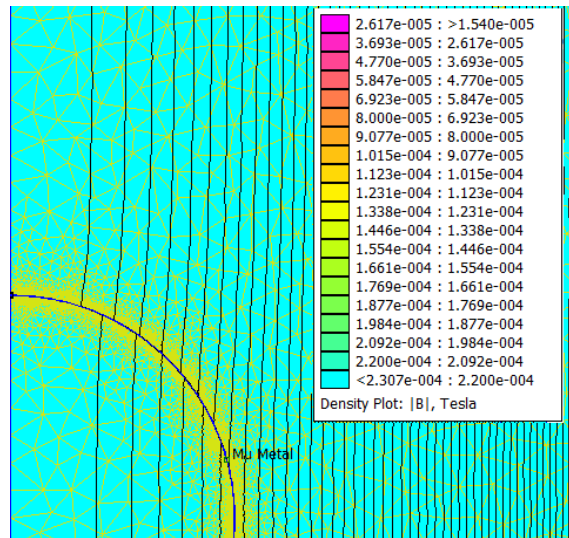 2.617e-005 : >1.540e-005
3.693e-005 : 2.617e-005
4.770e-005 : 3.693e-005
5.847e-005 : 4.770e-005
6.923e-005 : 5.847e-005
8.000e-005 : 6.923e-005
9.077e-005 : 8.000e-005
1.015e-004 : 9.077e-005
1.123e-004 : 1.015e-004
1.231e-004 : 1.123e-004
1.338e-004 : 1.231e-004
1.446e-004 : 1.338e-004
1.554e-004 : 1.446e-004
1.661e-004 : 1.554e-004
1.769e-004 : 1.661e-004
1.877e-004 : 1.769e-004
1.984e-004 : 1.877e-004
2.092e-004 : 1.984e-004
2.200e-004 : 2.092e-004
<2.307e-004 : 2.200e-004
Density Plot: |B|, Tesla
Mu Metal